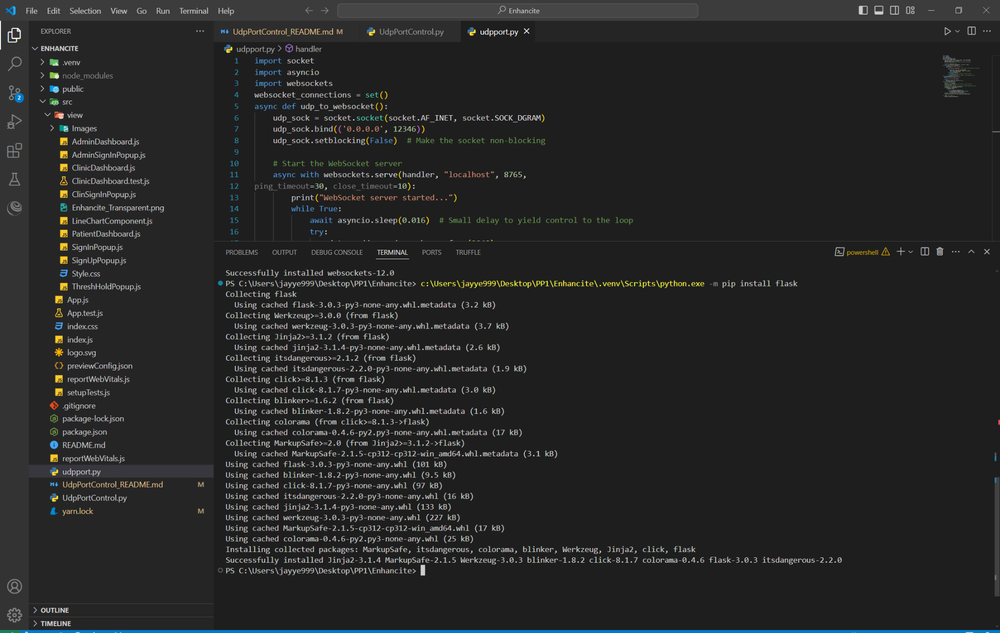 File Edit Selection View Go Run Terminal Help
Enhancite
EXPLORER
ENHANCITE
.venv
node_modules
public
src
view
Images
AdminDashboard.js
AdminSignInPopup.js
ClinicDashboard.js
ClinicDashboard.test.js
ClinSignInPopup.js
Enhancite_Transparent.png
LineChartComponent.js
PatientDashboard.js
SignInPopup.js
SignUpPopup.js
Style.css
ThreshHoldPopup.js
App.js
App.test.js
index.css
index.js
logo.svg
previewConfig.json
reportWebVitals.js
setupTests.js
.gitignore
package-lock.json
package.json
README.md
reportWebVitals.js
udpport.py
UdpPortControl_README.md M
UdpPortControl.py
yarn.lock M
OUTLINE
TIMELINE
2
UdpPortControl_README.md M
UdpPortControl.py
udpport.py
udpport.py > handler
1 import socket
2 import asyncio
3 import websockets
4 websocket_connections = set()
5 async def udp_to_websocket():
6 udp_sock = socket.socket(socket.AF_INET, socket.SOCK_DGRAM)
7 udp_sock.bind(('0.0.0.0', 12346))
8 udp_sock.setblocking(False) # Make the socket non-blocking
9
10 # Start the WebSocket server
11 async with websockets.serve(handler, "localhost", 8765,
12 ping_timeout=30, close_timeout=10):
13 print("WebSocket server started...")
14 while True:
15 await asyncio.sleep(0.016) # Small delay to yield control to the loop
16 try:
PROBLEMS OUTPUT DEBUG CONSOLE TERMINAL PORTS TRUFFLE
powershell
Successfully installed websockets-12.0
PS C:\Users\jayye999\Desktop\PP1\Enhancite> c:\Users\jayye999\Desktop\PP1\Enhancite\.venv\Scripts\python.exe -m pip install flask
Collecting flask
Using cached flask-3.0.3-py3-none-any.whl.metadata (3.2 kB)
Collecting Werkzeug>=3.0.0 (from flask)
Using cached werkzeug-3.0.3-py3-none-any.whl.metadata (3.7 kB)
Collecting Jinja2>=3.1.2 (from flask)
Using cached jinja2-3.1.4-py3-none-any.whl.metadata (2.6 kB)
Collecting itsdangerous>=2.1.2 (from flask)
Using cached itsdangerous-2.2.0-py3-none-any.whl.metadata (1.9 kB)
Collecting click>=8.1.3 (from flask)
Using cached click-8.1.7-py3-none-any.whl.metadata (3.0 kB)
Collecting blinker>=1.6.2 (from flask)
Using cached blinker-1.8.2-py3-none-any.whl.metadata (1.6 kB)
Collecting colorama (from click>=8.1.3->flask)
Using cached colorama-0.4.6-py2.py3-none-any.whl.metadata (17 kB)
Collecting MarkupSafe>=2.0 (from Jinja2>=3.1.2->flask)
Using cached MarkupSafe-2.1.5-cp312-cp312-win_amd64.whl.metadata (3.1 kB)
Using cached flask-3.0.3-py3-none-any.whl (101 kB)
Using cached blinker-1.8.2-py3-none-any.whl (9.5 kB)
Using cached click-8.1.7-py3-none-any.whl (97 kB)
Using cached itsdangerous-2.2.0-py3-none-any.whl (16 kB)
Using cached jinja2-3.1.4-py3-none-any.whl (133 kB)
Using cached werkzeug-3.0.3-py3-none-any.whl (227 kB)
Using cached MarkupSafe-2.1.5-cp312-cp312-win_amd64.whl (17 kB)
Using cached colorama-0.4.6-py2.py3-none-any.whl (25 kB)
Installing collected packages: MarkupSafe, itsdangerous, colorama, blinker, Werkzeug, Jinja2, click, flask
Successfully installed Jinja2-3.1.4 MarkupSafe-2.1.5 Werkzeug-3.0.3 blinker-1.8.2 click-8.1.7 colorama-0.4.6 flask-3.0.3 itsdangerous-2.2.0
PS C:\Users\jayye999\Desktop\PP1\Enhancite>